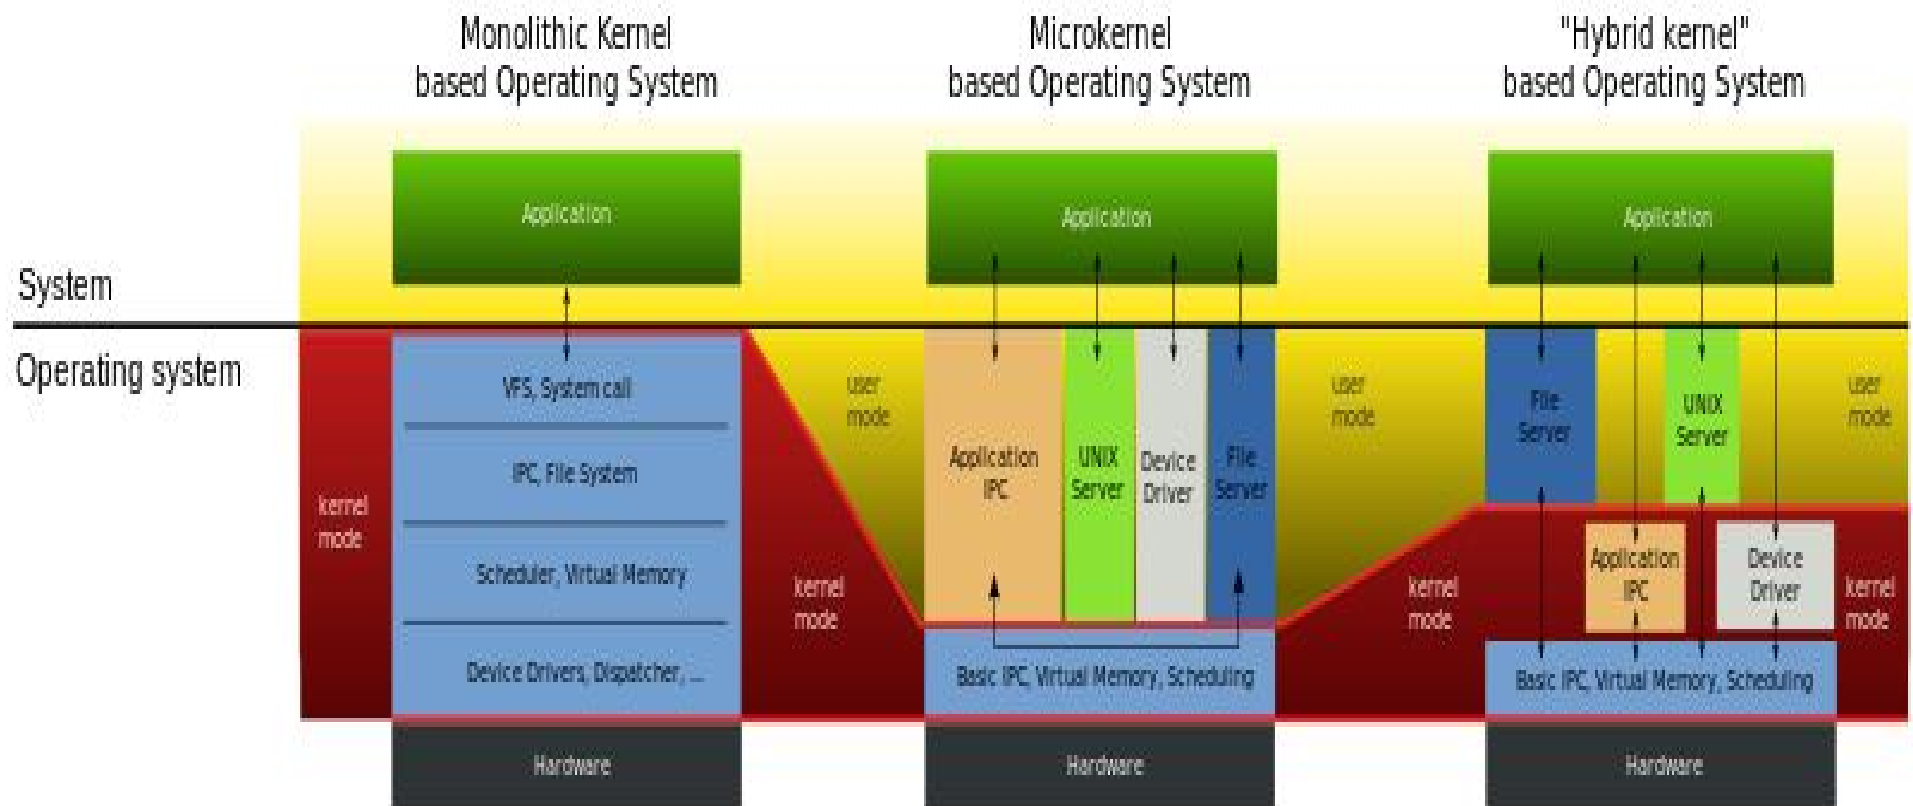 Monolithic Kernel
based Operating System
Microkernel
based Operating System
"Hybrid kernel"
based Operating System
Application
Application
Application
System
Operating system
VFS, System call
IPC, File System
Scheduler, Virtual Memory
Device Drivers, Dispatcher, ...
kernel
mode
kernel
mode
user
mode
Application
IPC
UNIX
Server
Device
Driver
File
Server
Basic IPC, Virtual Memory, Scheduling
user
mode
kernel
mode
File
Server
UNIX
Server
user
mode
Application
IPC
Device
Driver
kernel
mode
Basic IPC, Virtual Memory, Scheduling
Hardware
Hardware
Hardware